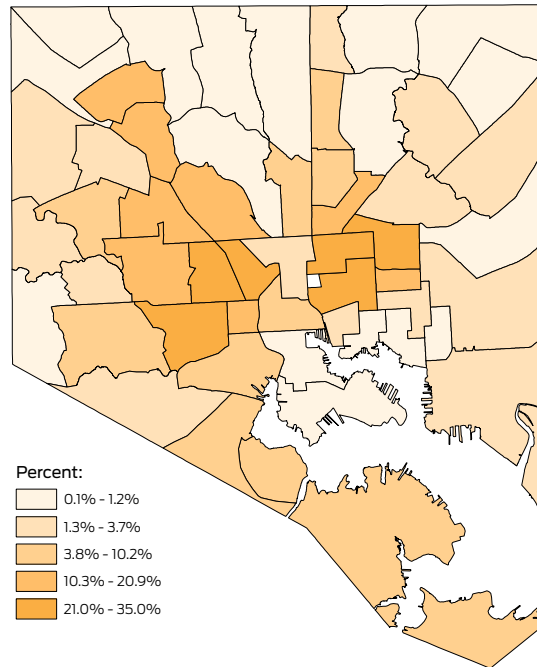 Percent:
0.1% - 1.2%
1.3% - 3.7%
3.8% - 10.2%
10.3% - 20.9%
21.0% - 35.0%